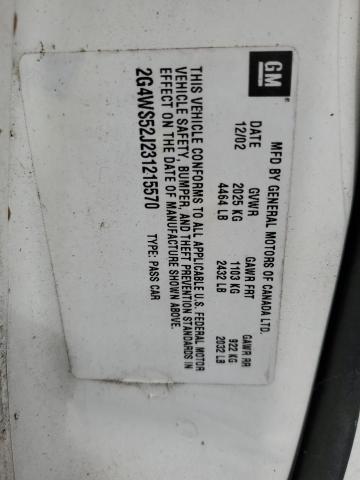 GM
®
MFD BY GENERAL MOTORS OF CANADA LTD.
DATE GVWR GAWR FRT GAWR RR
12/02 2025 KG 1103 KG 922 KG
4464 LB 2432 LB 2032 LB
THIS VEHICLE CONFORMS TO ALL APPLICABLE U.S. FEDERAL MOTOR
VEHICLE SAFETY, BUMPER, AND THEFT PREVENTION STANDARDS IN
EFFECT ON THE DATE OF MANUFACTURE SHOWN ABOVE.
2G4WS52J231215570 TYPE: PASS CAR